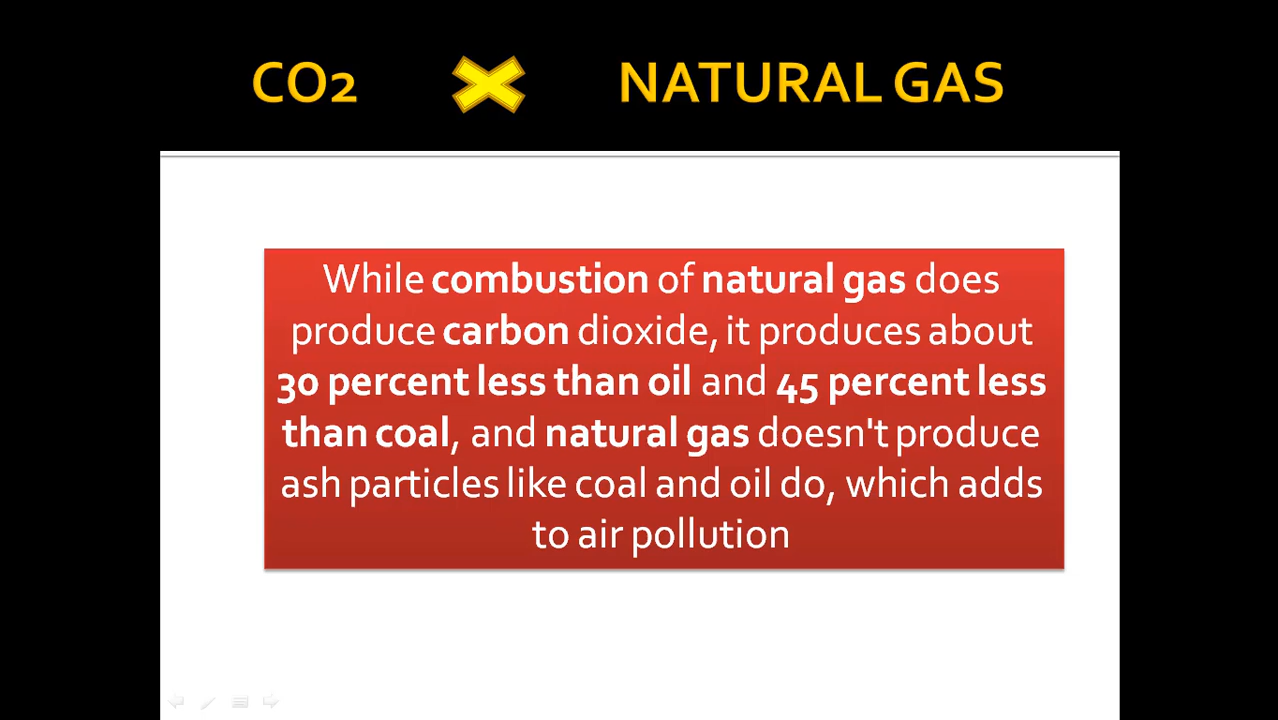 CO2 NATURAL GAS
While combustion of natural gas does
produce carbon dioxide, it produces about
30 percent less than oil and 45 percent less
than coal, and natural gas doesn't produce
ash particles like coal and oil do, which adds
to air pollution